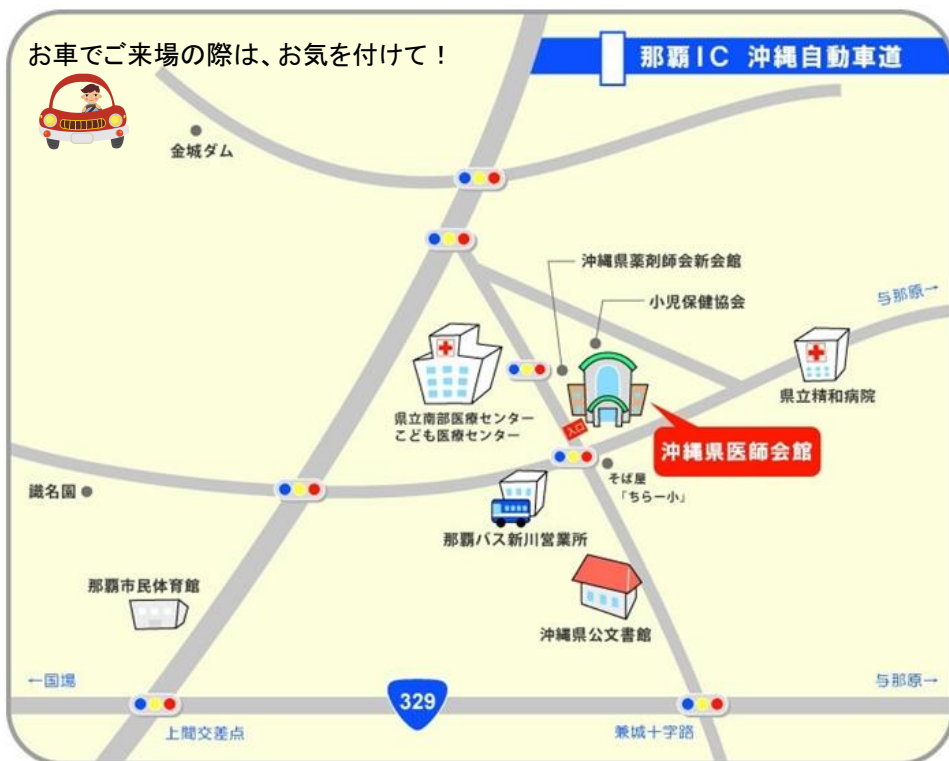 お車でご来場の際は、お気を付けて！
那覇IC 沖縄自動車道
金城ダム
沖縄県薬剤師会新会館
小児保健協会
与那原→
県立南部医療センター
こども医療センター
県立精和病院
入口
沖縄県医師会館
識名園
そば屋
「ちらー小」
那覇バス新川営業所
那覇市民体育館
沖縄県公文書館
←国場
329
与那原→
上間交差点
兼城十字路